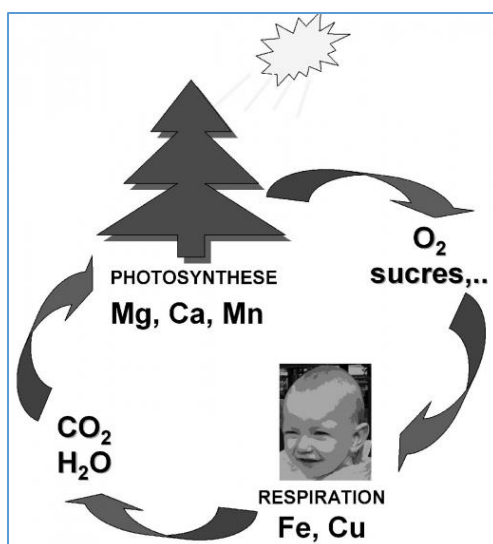 PHOTOSYNTHESE
Mg, Ca, Mn
O₂
sucres,..
CO₂
H₂O
RESPIRATION
Fe, Cu